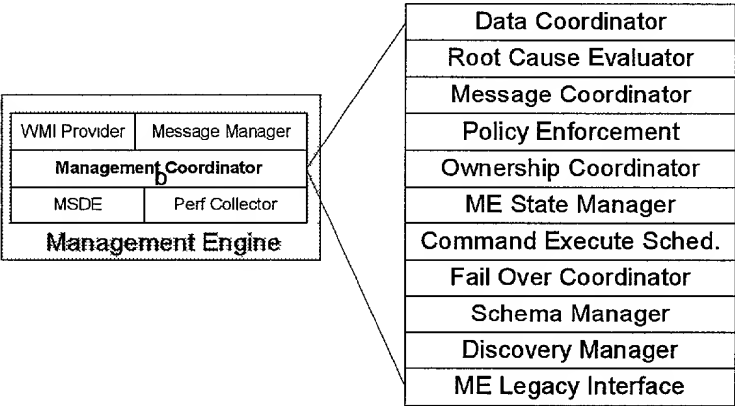 Data Coordinator
Root Cause Evaluator
Message Coordinator
Policy Enforcement
Ownership Coordinator
ME State Manager
Command Execute Sched.
Fail Over Coordinator
Schema Manager
Discovery Manager
ME Legacy Interface
WMI Provider Message Manager
Management Coordinator
b
MSDE Perf Collector
Management Engine